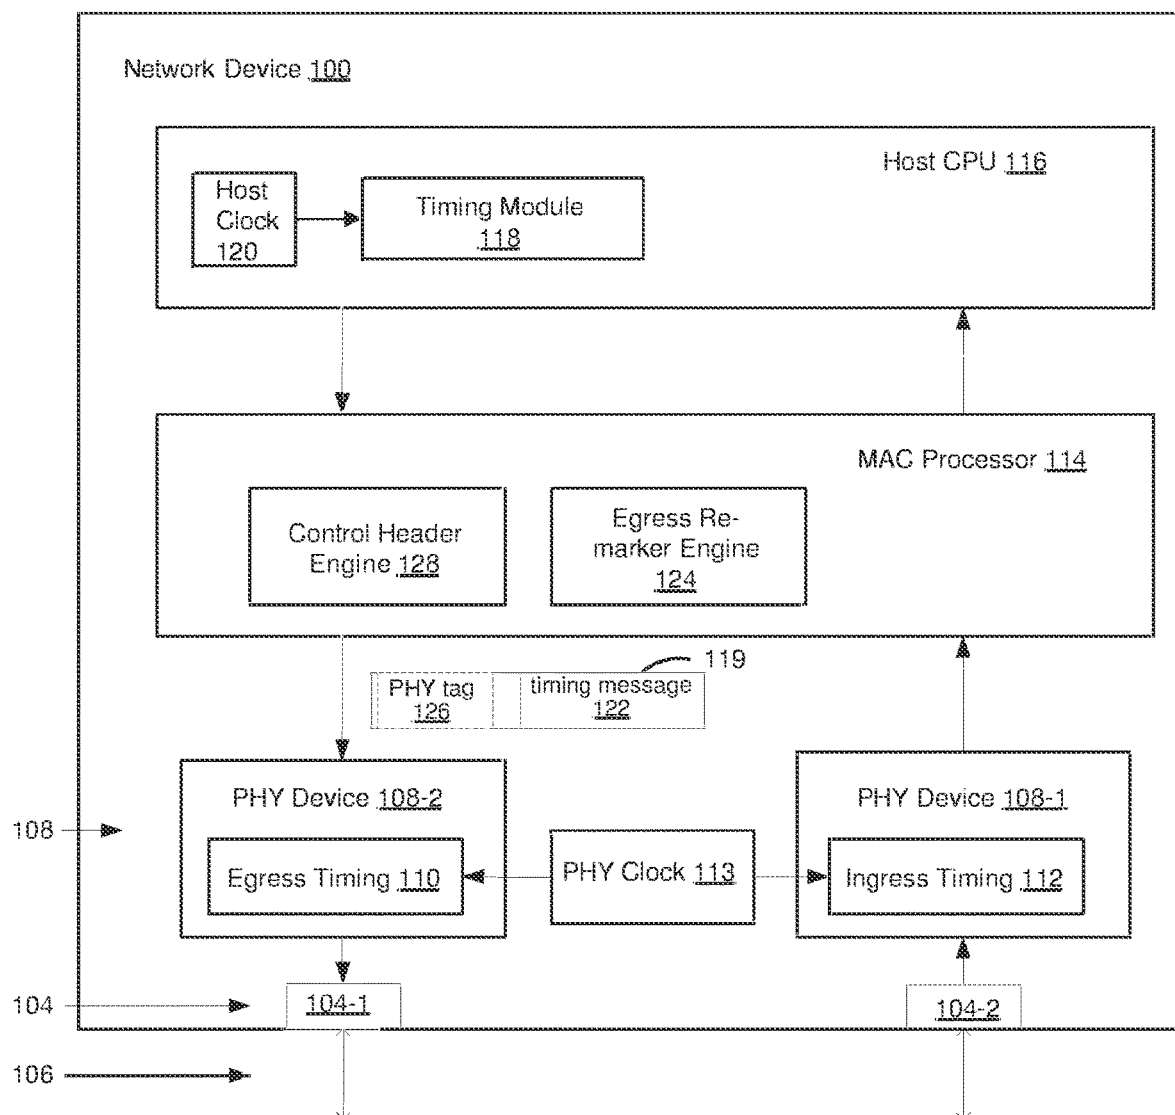 Network Device 100
Host CPU 116
Host
Clock
120
Timing Module
118
MAC Processor 114
Control Header
Engine 128
Egress Re-
marker Engine
124
119
PHY tag
126
timing message
122
PHY Device 108-2
PHY Device 108-1
108
Egress Timing 110
PHY Clock 113
Ingress Timing 112
104
104-1
104-2
106